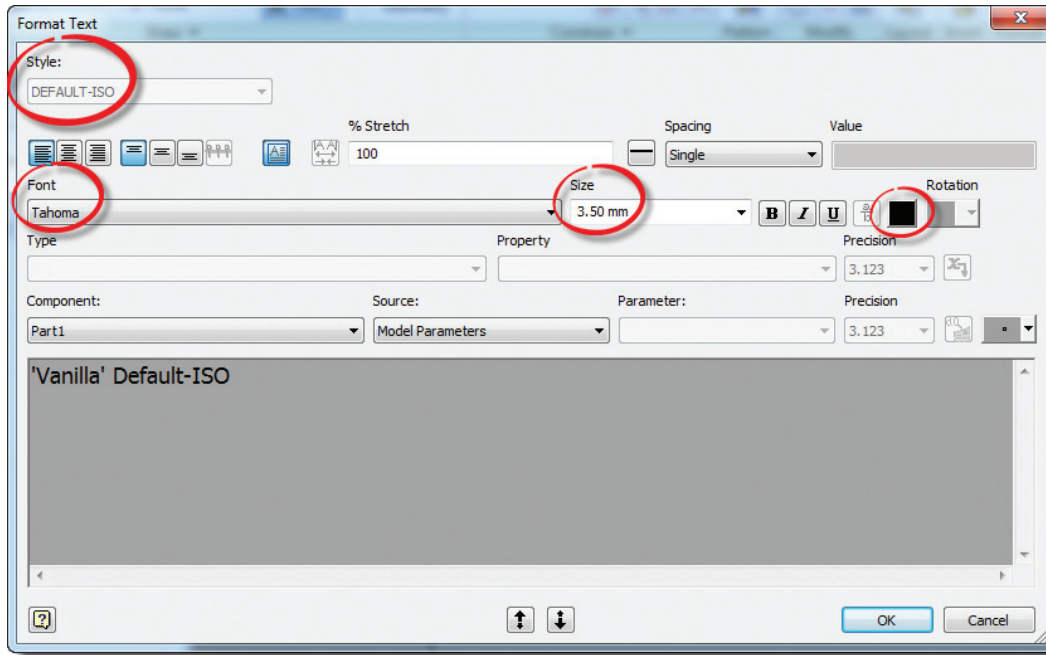 Format Text
Style:
DEFAULT-ISO
% Stretch
Spacing
Value
100
Single
Font
Size
Rotation
Tahoma
3.50 mm
B I U
Type
Property
Precision
3.123
Component:
Source:
Parameter:
Precision
Part1
Model Parameters
3.123
'Vanilla' Default-ISO
OK
Cancel